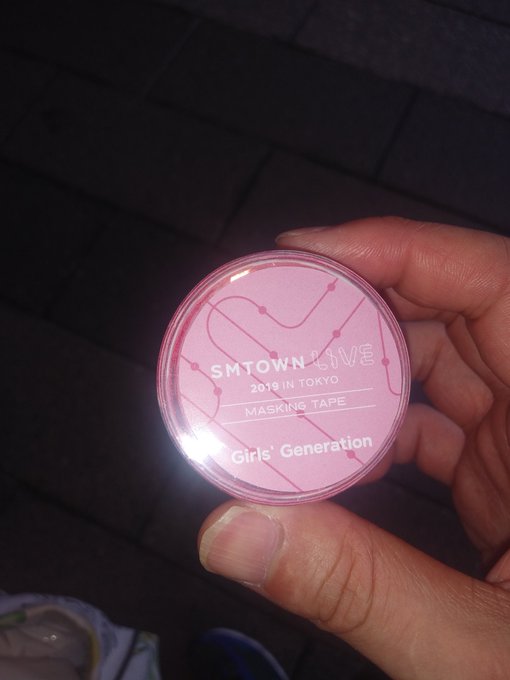 SMTOWN LIVE
2019 IN TOKYO
MASKING TAPE
Girls' Generation